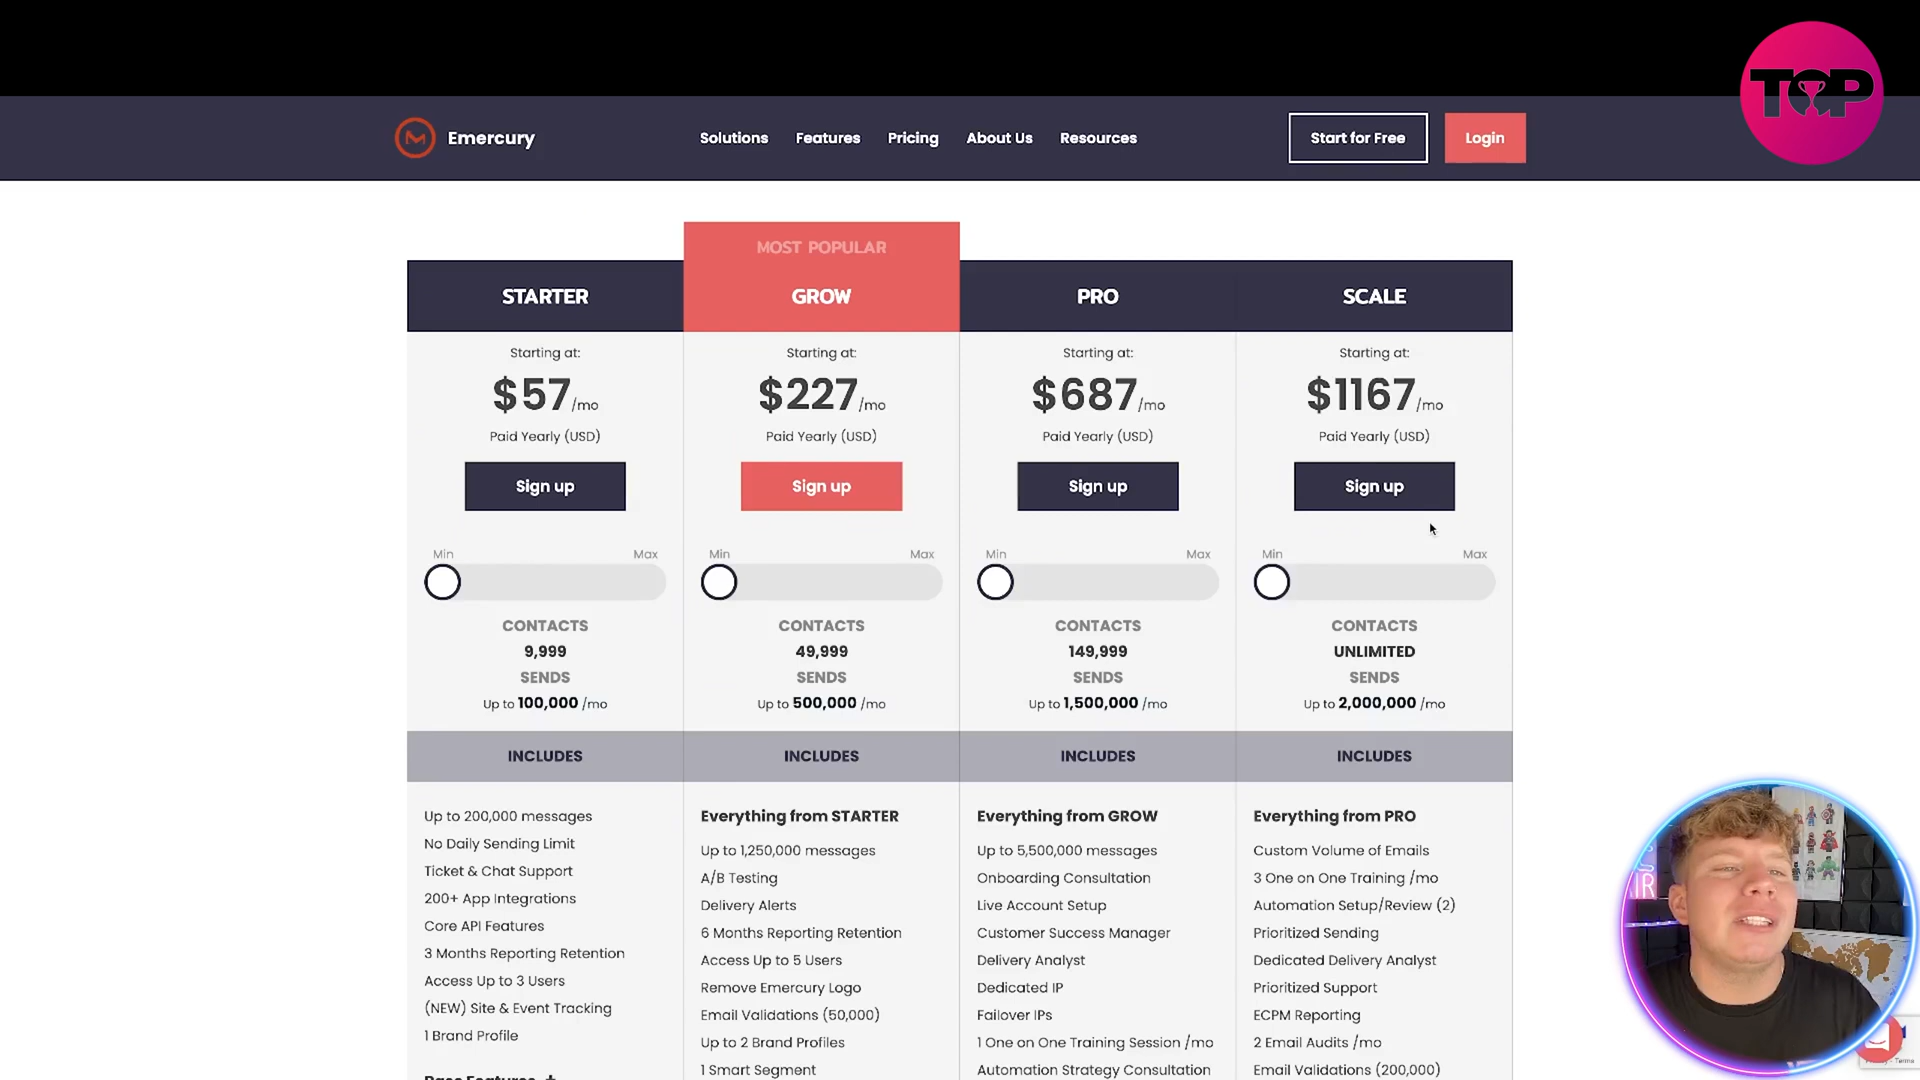 TOP
Emercury
Solutions
Features
Pricing
About Us
Resources
Start for Free
Login
MOST POPULAR
STARTER
GROW
PRO
SCALE
Starting at:
Starting at:
Starting at:
Starting at:
$57/mo
$227/mo
$687/mo
$1167/mo
Paid Yearly (USD)
Paid Yearly (USD)
Paid Yearly (USD)
Paid Yearly (USD)
Sign up
Sign up
Sign up
Sign up
Min Max
Min Max
Min Max
Min Max
CONTACTS
CONTACTS
CONTACTS
CONTACTS
9,999
49,999
149,999
UNLIMITED
SENDS
SENDS
SENDS
SENDS
Up to 100,000 /mo
Up to 500,000 /mo
Up to 1,500,000 /mo
Up to 2,000,000 /mo
INCLUDES
INCLUDES
INCLUDES
INCLUDES
Up to 200,000 messages
No Daily Sending Limit
Ticket & Chat Support
200+ App Integrations
Core API Features
3 Months Reporting Retention
Access Up to 3 Users
(NEW) Site & Event Tracking
1 Brand Profile
Everything from STARTER
Up to 1,250,000 messages
A/B Testing
Delivery Alerts
6 Months Reporting Retention
Access Up to 5 Users
Remove Emercury Logo
Email Validations (50,000)
Up to 2 Brand Profiles
1 Smart Segment
Everything from GROW
Up to 5,500,000 messages
Onboarding Consultation
Live Account Setup
Customer Success Manager
Delivery Analyst
Dedicated IP
Failover IPs
1 One on One Training Session /mo
Automation Strategy Consultation
Everything from PRO
Custom Volume of Emails
3 One on One Training /mo
Automation Setup/Review (2)
Prioritized Sending
Dedicated Delivery Analyst
Prioritized Support
ECPM Reporting
2 Email Audits /mo
Email Validations (200,000)